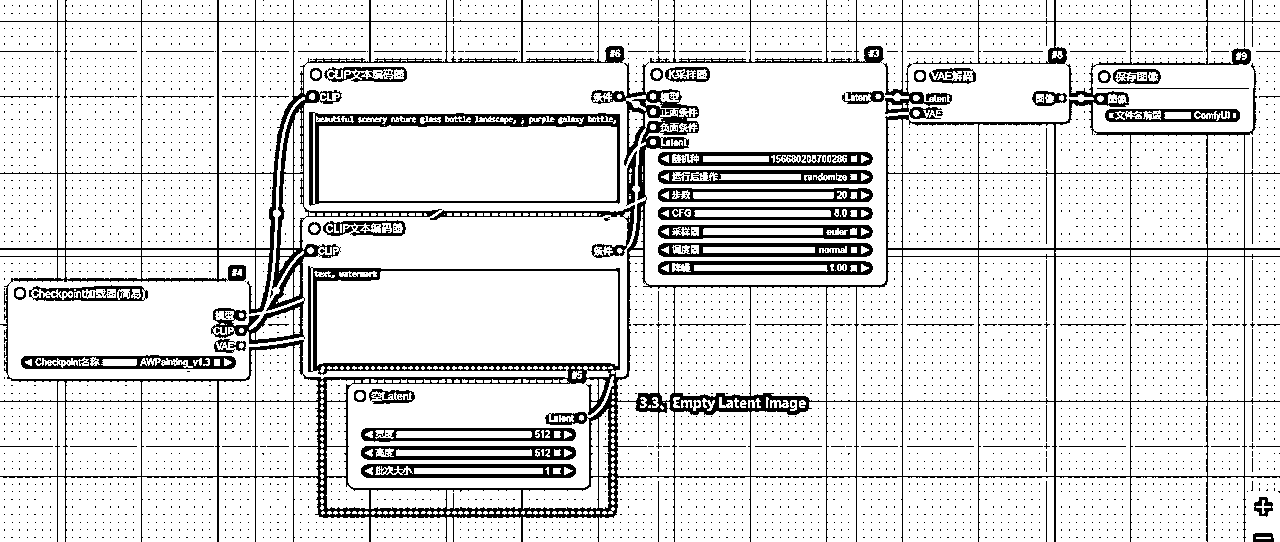 #6
CLIP文本编码器
CLIP
条件
beautiful scenery nature glass bottle landscape, , purple galaxy bottle,
CLIP文本编码器
CLIP
条件
text, watermark
#4
Checkpoint加载器(简易)
模型
CLIP
VAE
Checkpoint名称 AWPainting_v1.3
#5
空Latent
Latent
宽度 512
高度 512
批次大小 1
3.3、Empty Latent Image
#3
K采样器
模型
Latent
正面条件
负面条件
Latent
随机种 156680208700286
运行后操作 randomize
步数 20
CFG 8.0
采样器 euler
调度器 normal
降噪 1.00
#8
VAE解码
Latent
图像
VAE
#9
保存图像
图像
文件名前缀 ComfyUI